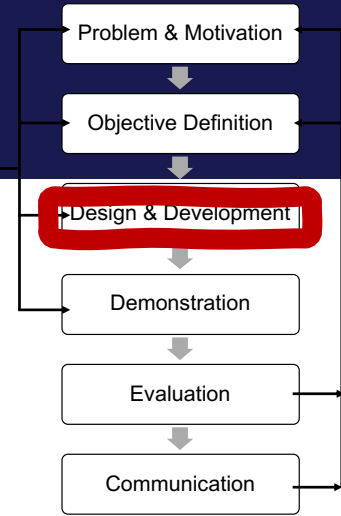 Problem & Motivation
Objective Definition
Design & Development
Demonstration
Evaluation
Communication